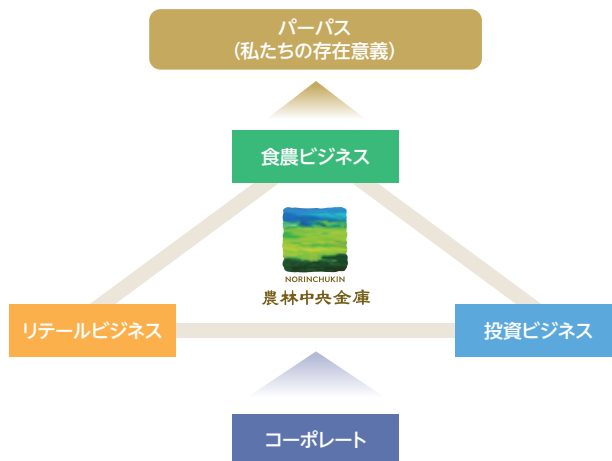 パーパス
（私たちの存在意義）
食農ビジネス
NORINCHUKIN
農林中央金庫
リテールビジネス
投資ビジネス
コーポレート